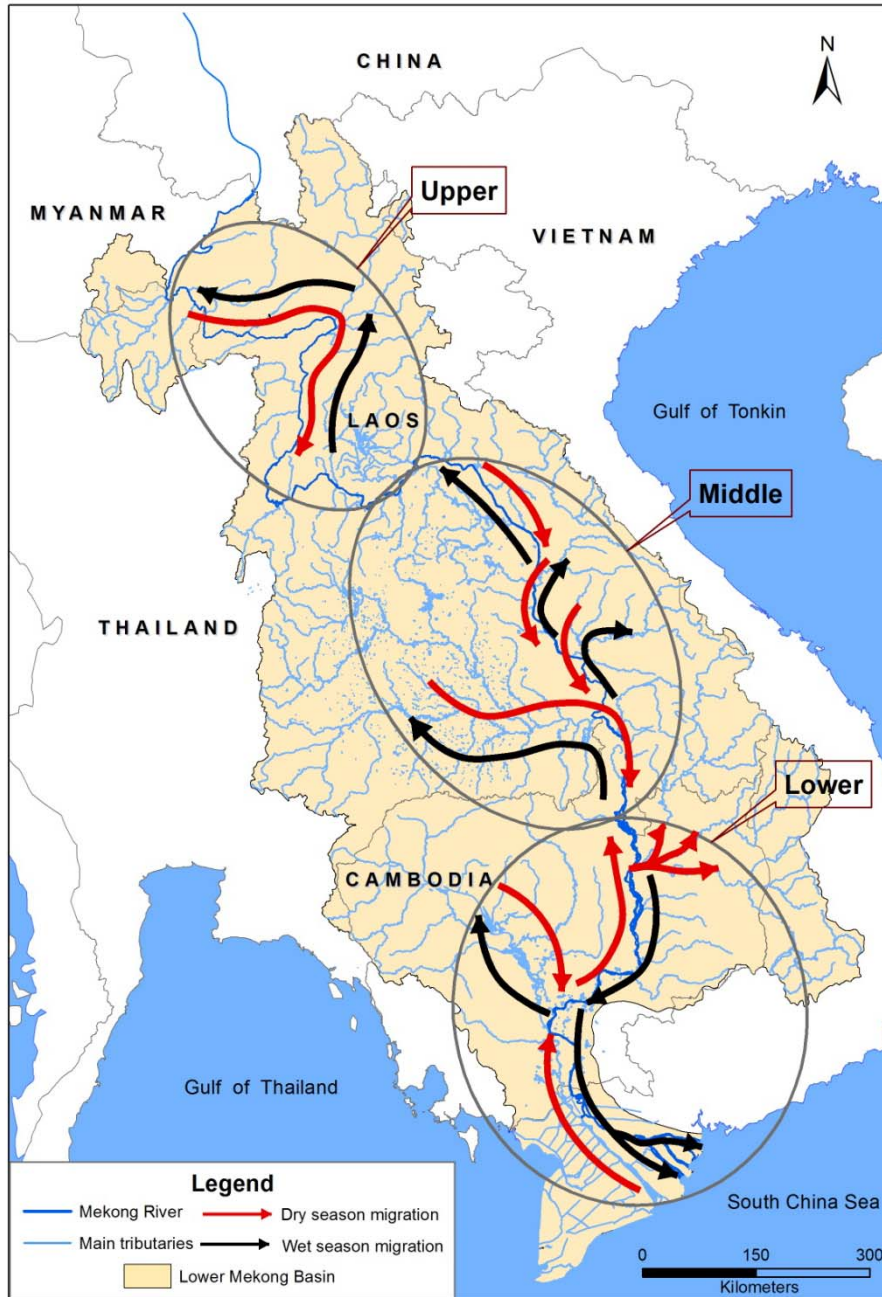 CHINA
N
Upper
MYANMAR
VIETNAM
LAOS
Gulf of Tonkin
Middle
THAILAND
Lower
CAMBODIA
Gulf of Thailand
South China Sea
Legend
Mekong River
Dry season migration
Main tributaries
Wet season migration
Lower Mekong Basin
0 150 300
Kilometers